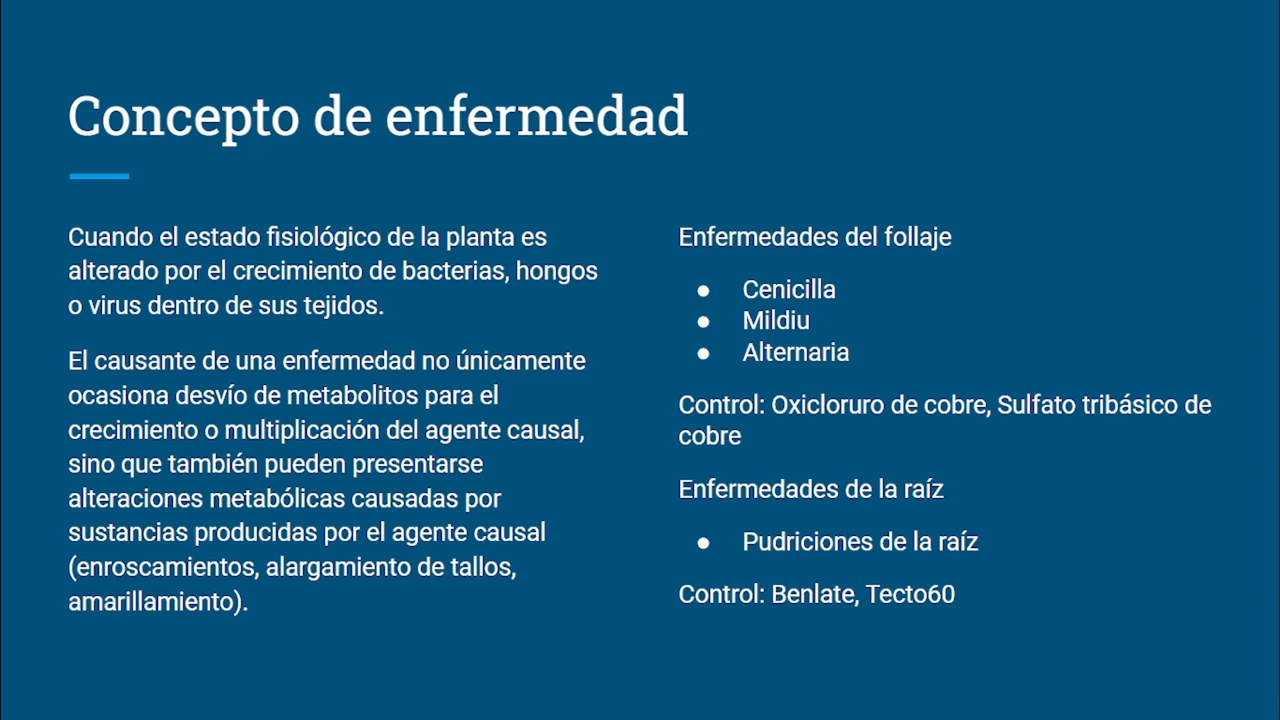 Concepto de enfermedad
Cuando el estado fisiológico de la planta es
alterado por el crecimiento de bacterias, hongos
o virus dentro de sus tejidos.
El causante de una enfermedad no únicamente
ocasiona desvío de metabolitos para el
crecimiento o multiplicación del agente causal,
sino que también pueden presentarse
alteraciones metabólicas causadas por
sustancias producidas por el agente causal
(enroscamientos, alargamiento de tallos,
amarillamiento).
Enfermedades del follaje
● Cenicilla
● Mildiu
● Alternaria
Control: Oxicloruro de cobre, Sulfato tribásico de
cobre
Enfermedades de la raíz
● Pudriciones de la raíz
Control: Benlate, Tecto60